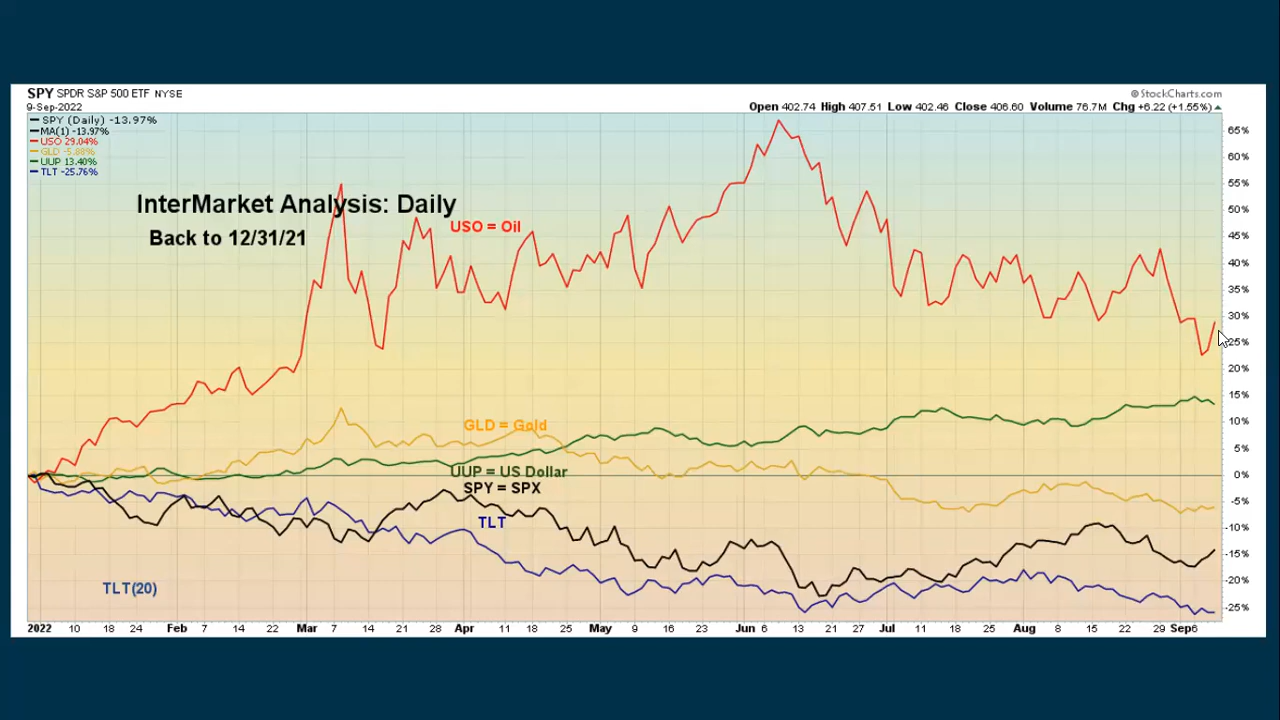 SPY SPDR S&P 500 ETF NYSE
© StockCharts.com
9-Sep-2022
Open 402.74 High 407.51 Low 402.46 Close 406.60 Volume 76.7M Chg +6.22 (+1.55%)
SPY (Daily) -13.97%
MA(1) -13.97%
USO 29.04%
GLD -5.88%
UUP 13.40%
TLT -25.76%
InterMarket Analysis: Daily
Back to 12/31/21
USO = Oil
GLD = Gold
UUP = US Dollar
SPY = SPX
TLT
TLT(20)
65%
60%
55%
50%
45%
40%
35%
30%
25%
20%
15%
10%
5%
0%
-5%
-10%
-15%
-20%
-25%
2022 10 18 24 Feb 7 14 22 Mar 7 14 21 28 Apr 11 18 25 May 9 16 23 Jun 6 13 21 27 Jul 11 18 25 Aug 8 15 22 29 Sep 6